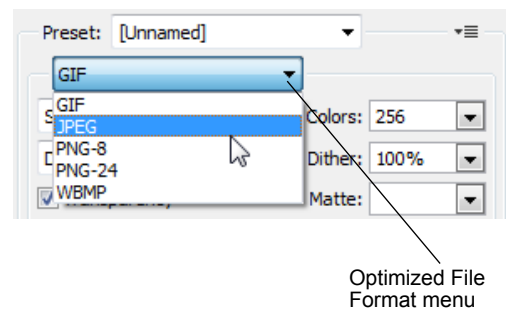 Preset: [Unnamed]
GIF
GIF
Colors: 256
JPEG
PNG-8
Dither: 100%
PNG-24
WBMP
Matte:
Optimized File
Format menu